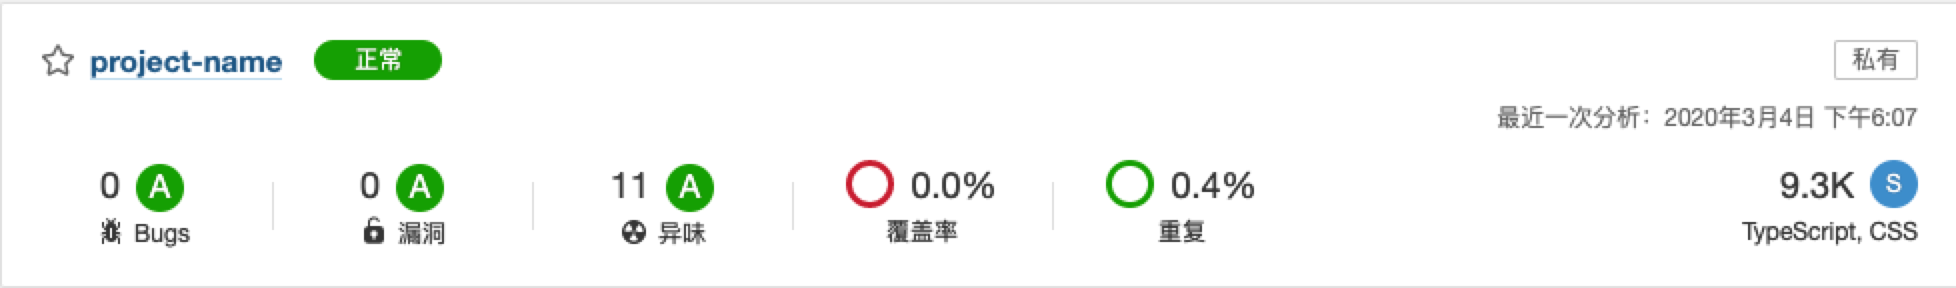 project-name 正常 私有
最近一次分析：2020年3月4日 下午6:07
0 A 0 A 11 A 0.0% 0.4% 9.3K S
Bugs 漏洞 异味 覆盖率 重复 TypeScript, CSS